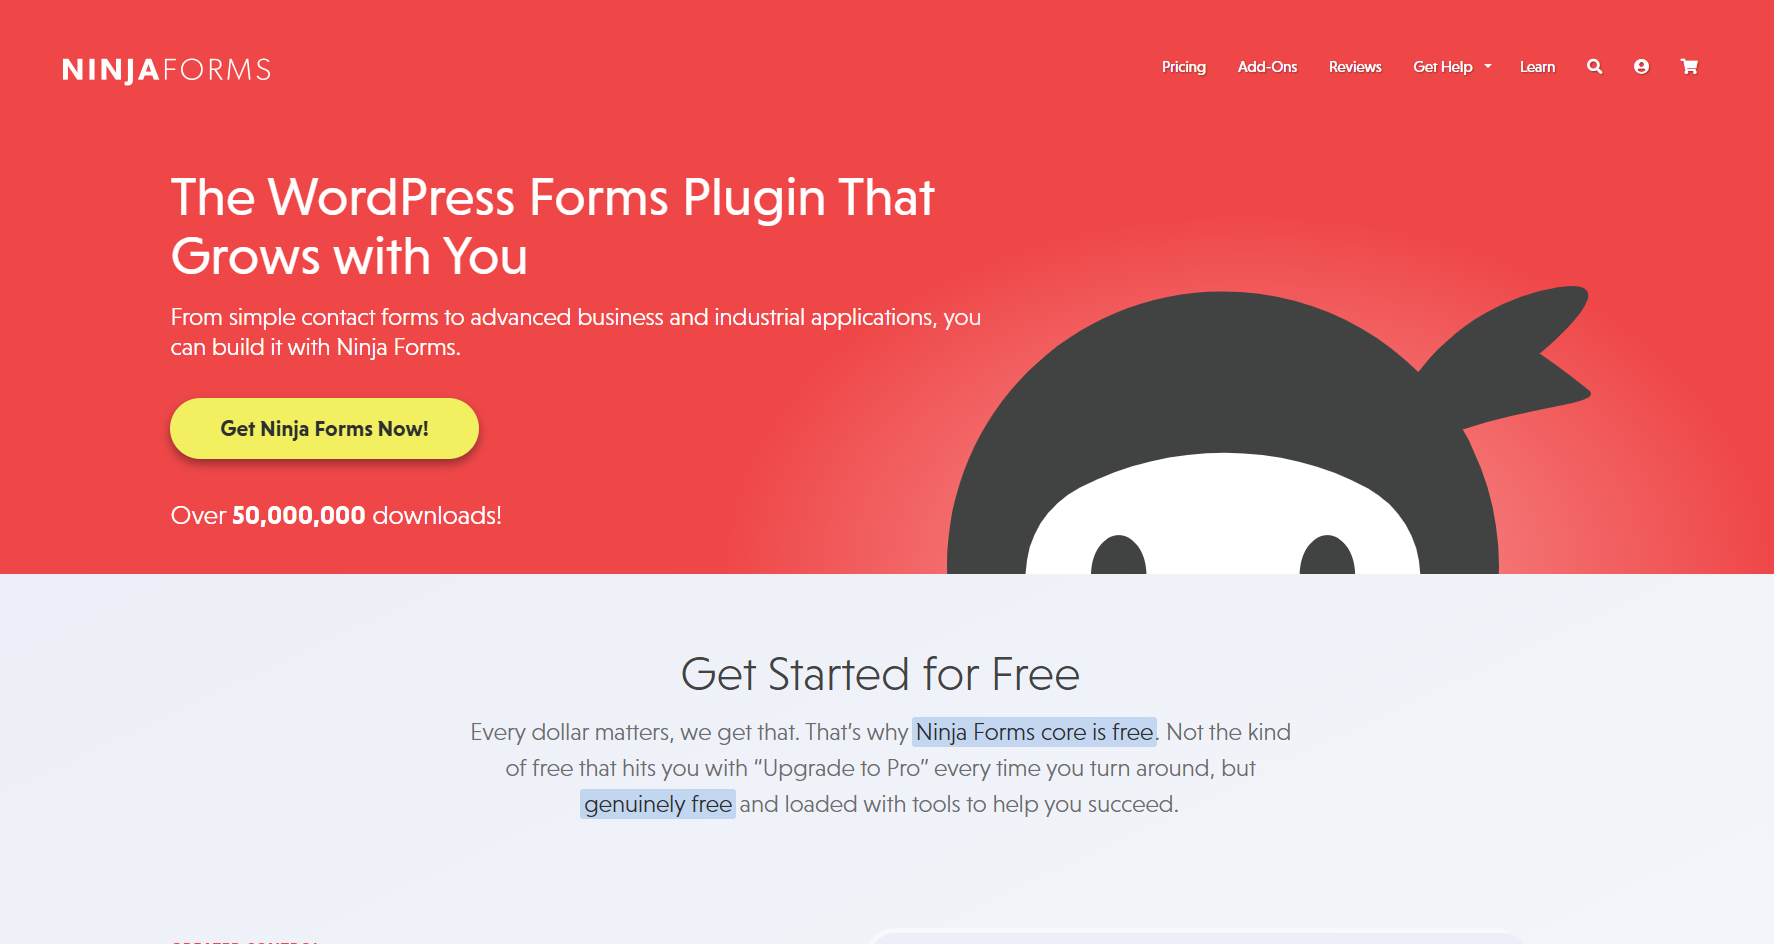 NINJAFORMS
Pricing Add-Ons Reviews Get Help Learn
The WordPress Forms Plugin That
Grows with You
From simple contact forms to advanced business and industrial applications, you
can build it with Ninja Forms.
Get Ninja Forms Now!
Over 50,000,000 downloads!
Get Started for Free
Every dollar matters, we get that. That’s why Ninja Forms core is free. Not the kind
of free that hits you with “Upgrade to Pro” every time you turn around, but
genuinely free and loaded with tools to help you succeed.